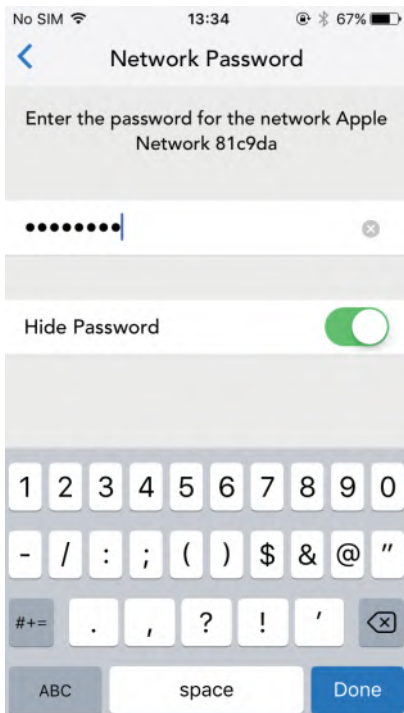 No SIM 13:34 67%
Network Password
Enter the password for the network Apple
Network 81c9da
••••••••
Hide Password
1 2 3 4 5 6 7 8 9 0
- / : ; ( ) $ & @ "
#+= . , ? ! ' 
ABC space Done